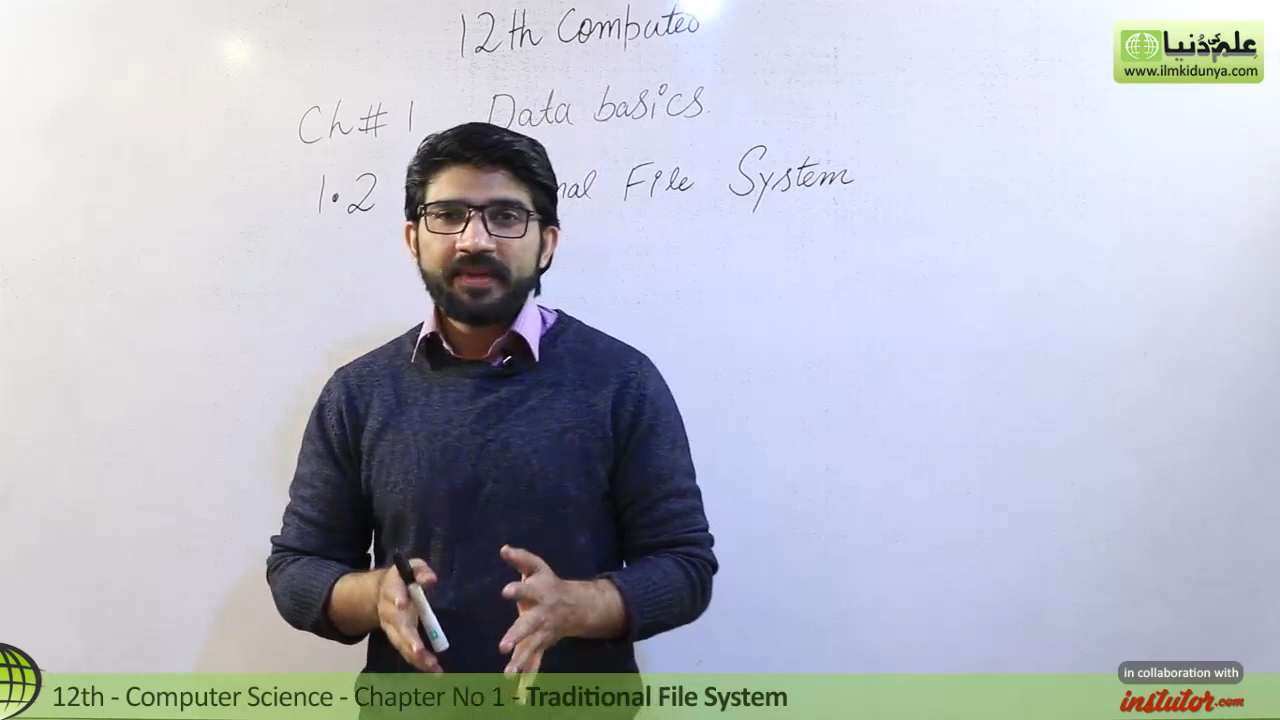 12th Computer
علم کی دُنیا
www.ilmkidunya.com
Ch# 1 Data basics.
1.2 nal File System
in collaboration with
instutor.com
12th - Computer Science - Chapter No 1 - Traditional File System